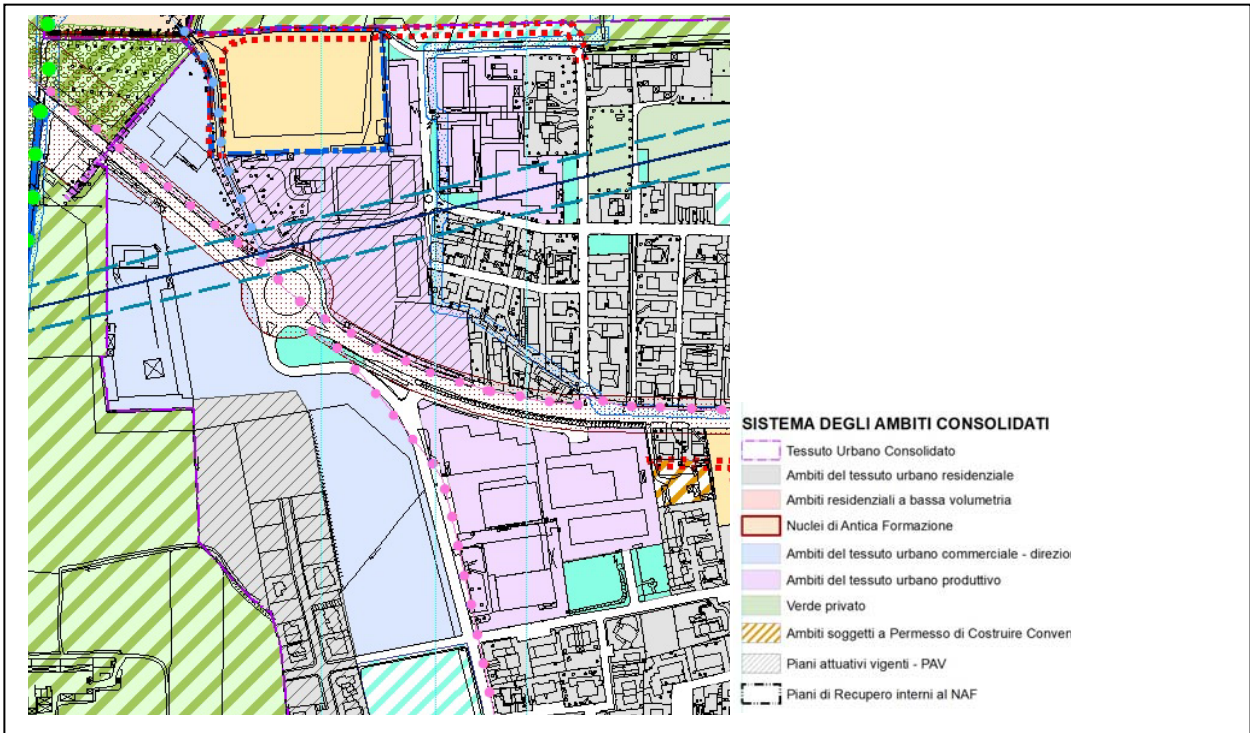 SISTEMA DEGLI AMBITI CONSOLIDATI
Tessuto Urbano Consolidato
Ambiti del tessuto urbano residenziale
Ambiti residenziali a bassa volumetria
Nuclei di Antica Formazione
Ambiti del tessuto urbano commerciale - direzio
Ambiti del tessuto urbano produttivo
Verde privato
Ambiti soggetti a Permesso di Costruire Conven
Piani attuativi vigenti - PAV
Piani di Recupero interni al NAF